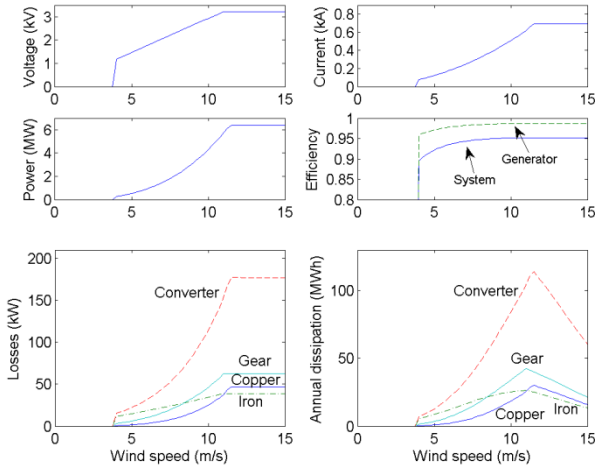 Voltage (kV)
3
2
1
0
0 5 10 15
Current (kA)
0.8
0.6
0.4
0.2
0
0 5 10 15
Power (MW)
6
4
2
0
0 5 10 15
Efficiency
1
0.95
0.9
0.85
0.8
Generator
System
0 5 10 15
Losses (kW)
200
150
100
50
0
Converter
Gear
Copper
Iron
0 5 10 15
Wind speed (m/s)
Annual dissipation (MWh)
100
50
0
Converter
Gear
Copper
Iron
0 5 10 15
Wind speed (m/s)